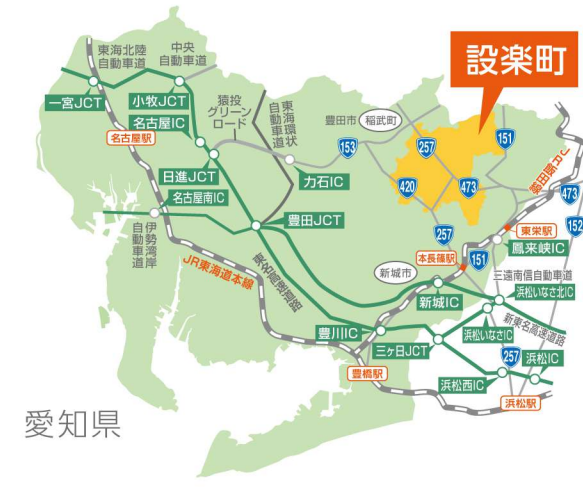 東海北陸
自動車道
中央
自動車道
設楽町
一宮JCT
小牧JCT
名古屋IC
名古屋駅
猿投
グリーン
ロード
東海環状
自動車道
豊田市
稲武町
153
257
151
日進JCT
力石IC
420
473
JR飯田線
473
名古屋南IC
豊田JCT
伊勢湾岸
自動車道
257
東栄駅
152
鳳来峡IC
本長篠駅
151
JR東海道本線
東名高速道路
新城市
三遠南信自動車道
新城IC
浜松いなさ北IC
豊川IC
浜松いなさIC
新東名高速道路
三ヶ日JCT
257
浜松IC
豊橋駅
浜松西IC
浜松駅
愛知県